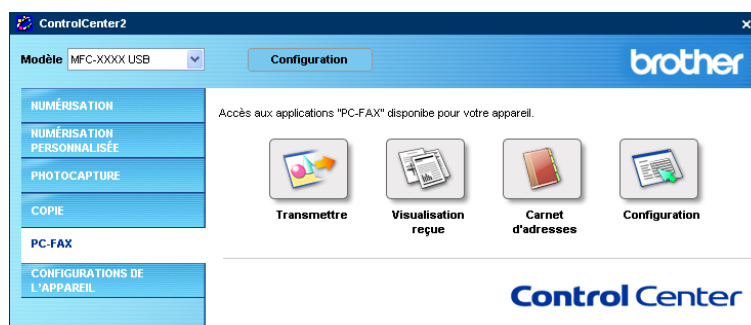 ControlCenter2
Modèle MFC-XXXX USB
Configuration
brother
NUMÉRISATION
NUMÉRISATION
PERSONNALISÉE
PHOTOCAPTURE
COPIE
PC-FAX
CONFIGURATIONS DE
L'APPAREIL
Accès aux applications "PC-FAX" disponibe pour votre appareil.
Transmettre
Visualisation
reçue
Carnet
d'adresses
Configuration
Control Center